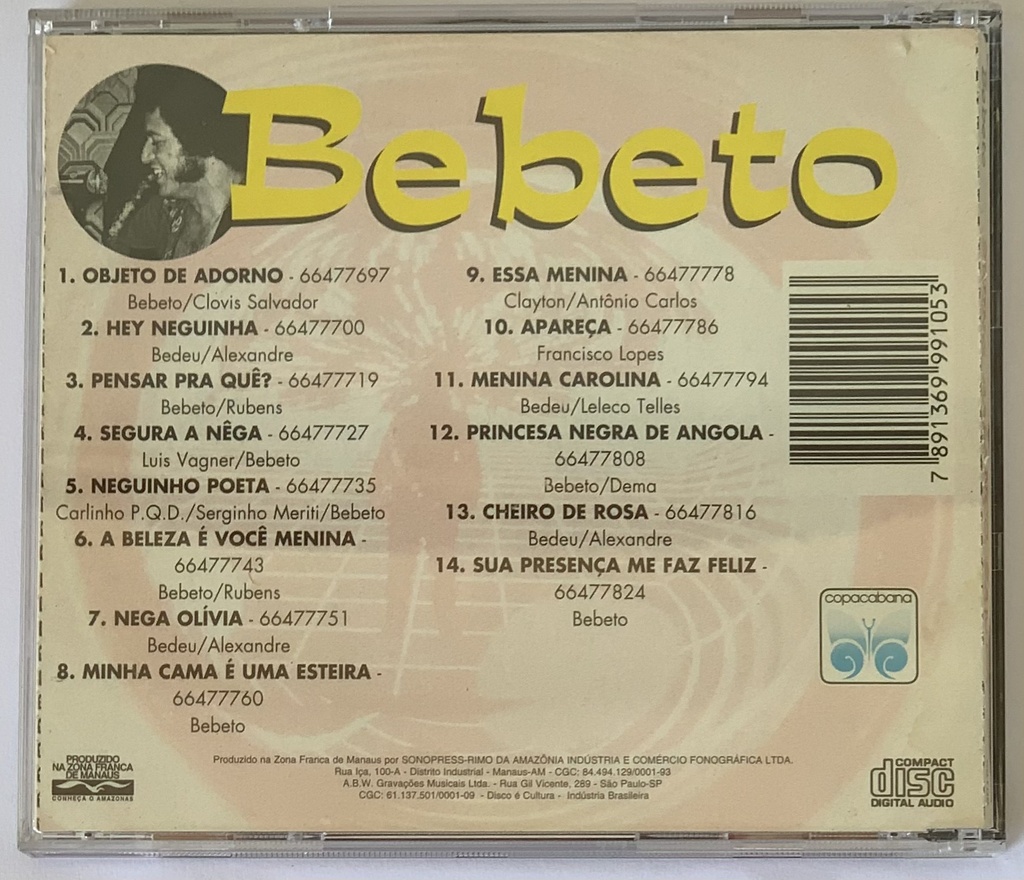 Bebeto
1. OBJETO DE ADORNO - 66477697
Bebeto/Clovis Salvador
2. HEY NEGUINHA - 66477700
Bedeu/Alexandre
3. PENSAR PRA QUÊ? - 66477719
Bebeto/Rubens
4. SEGURA A NÊGA - 66477727
Luis Vagner/Bebeto
5. NEGUINHO POETA - 66477735
Carlinho P.Q.D./Serginho Meriti/Bebeto
6. A BELEZA É VOCÊ MENINA -
66477743
Bebeto/Rubens
7. NEGA OLÍVIA - 66477751
Bedeu/Alexandre
8. MINHA CAMA É UMA ESTEIRA -
66477760
Bebeto
9. ESSA MENINA - 66477778
Clayton/Antônio Carlos
10. APAREÇA - 66477786
Francisco Lopes
11. MENINA CAROLINA - 66477794
Bedeu/Leleco Telles
12. PRINCESA NEGRA DE ANGOLA -
66477808
Bebeto/Dema
13. CHEIRO DE ROSA - 66477816
Bedeu/Alexandre
14. SUA PRESENÇA ME FAZ FELIZ -
66477824
Bebeto
7 891369 991053
copacabana
PRODUZIDO
NA ZONA FRANCA
DE MANAUS
CONHEÇA O AMAZONAS
Produzido na Zona Franca de Manaus por SONOPRESS-RIMO DA AMAZÔNIA INDÚSTRIA E COMÉRCIO FONOGRÁFICA LTDA.
Rua Iça, 100-A - Distrito Industrial - Manaus-AM - CGC: 84.494.129/0001-93
A.B.W. Gravações Musicais Ltda. - Rua Gil Vicente, 289 - São Paulo-SP
CGC: 61.137.501/0001-09 - Disco é Cultura - Indústria Brasileira
COMPACT
disc
DIGITAL AUDIO